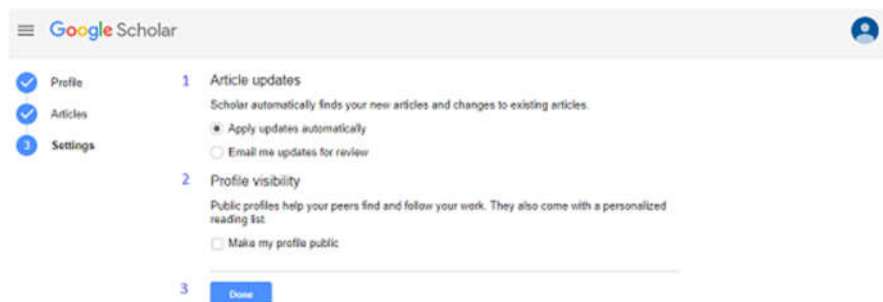 Google Scholar
Profile
Articles
3 Settings
1 Article updates
Scholar automatically finds your new articles and changes to existing articles.
Apply updates automatically
Email me updates for review
2 Profile visibility
Public profiles help your peers find and follow your work. They also come with a personalized
reading list
Make my profile public
3 Done